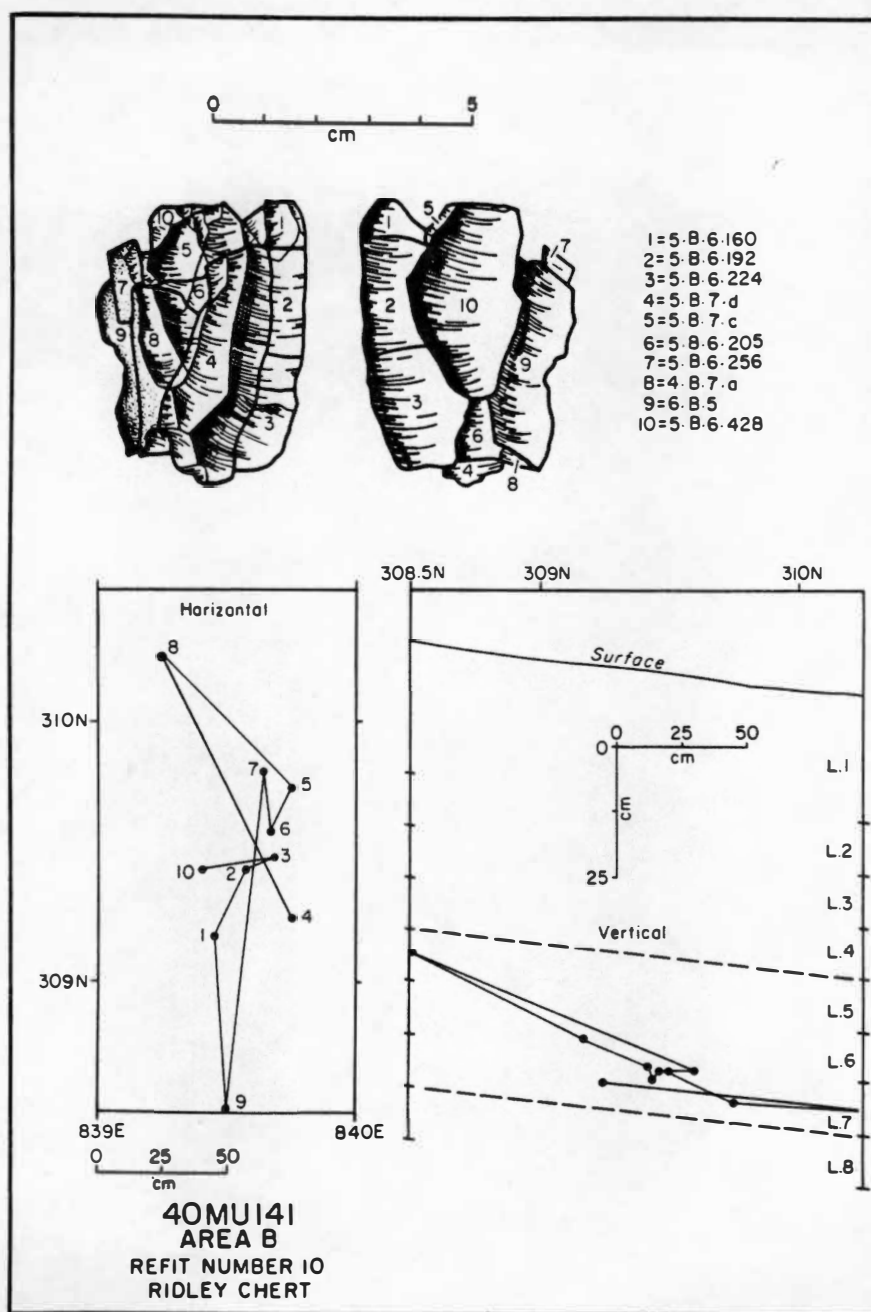 0 5
cm
10 1 5 6 7 2 8 9 4 3
5 1 7 2 10 9 3 6 4 8
1=5·B·6·160
2=5·B·6·192
3=5·B·6·224
4=5·B·7·d
5=5·B·7·c
6=5·B·6·205
7=5·B·6·256
8=4·B·7·a
9=6·B·5
10=5·B·6·428
Horizontal
8
310N
7
5
6
3
10 2
4
1
309N
9
839E 840E
0 25 50
cm
308.5N 309N 310N
Surface
0 25 50
cm
cm
25
Vertical
L.1
L.2
L.3
L.4
L.5
L.6
L.7
L.8
40MU141
AREA B
REFIT NUMBER 10
RIDLEY CHERT